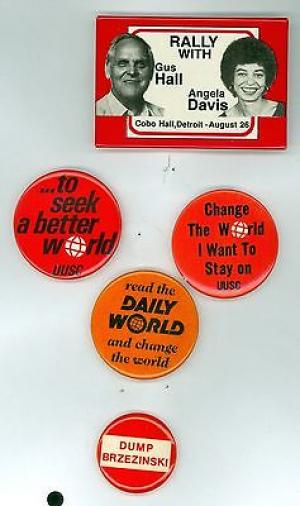 RALLY
WITH
Gus
Hall
Angela
Davis
Cobo Hall, Detroit - August 26
...to
seek
a better
world
UUSC
Change
The World
I Want To
Stay on
UUSC
read the
DAILY
WORLD
and change
the world
DUMP
BRZEZINSKI